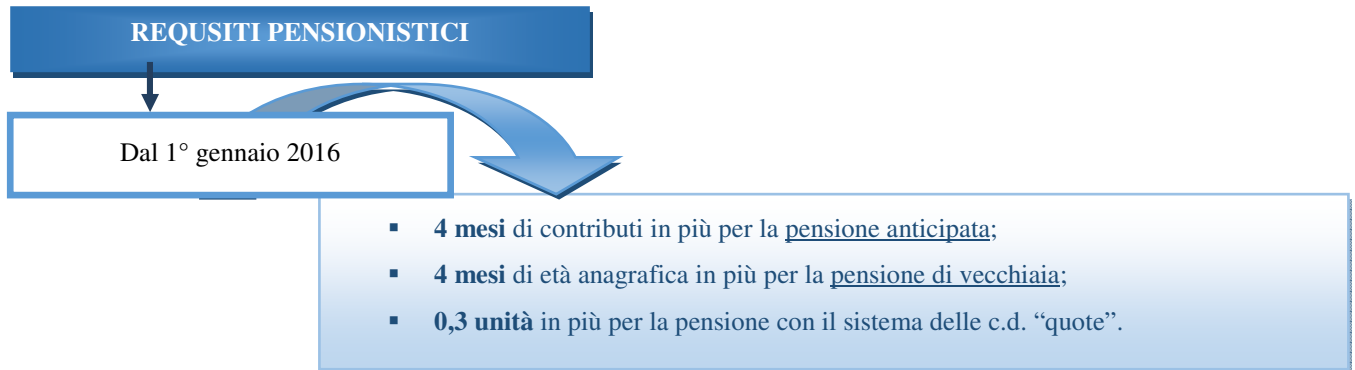 REQUSITI PENSIONISTICI
Dal 1° gennaio 2016
▪ 4 mesi di contributi in più per la pensione anticipata;
▪ 4 mesi di età anagrafica in più per la pensione di vecchiaia;
▪ 0,3 unità in più per la pensione con il sistema delle c.d. “quote”.